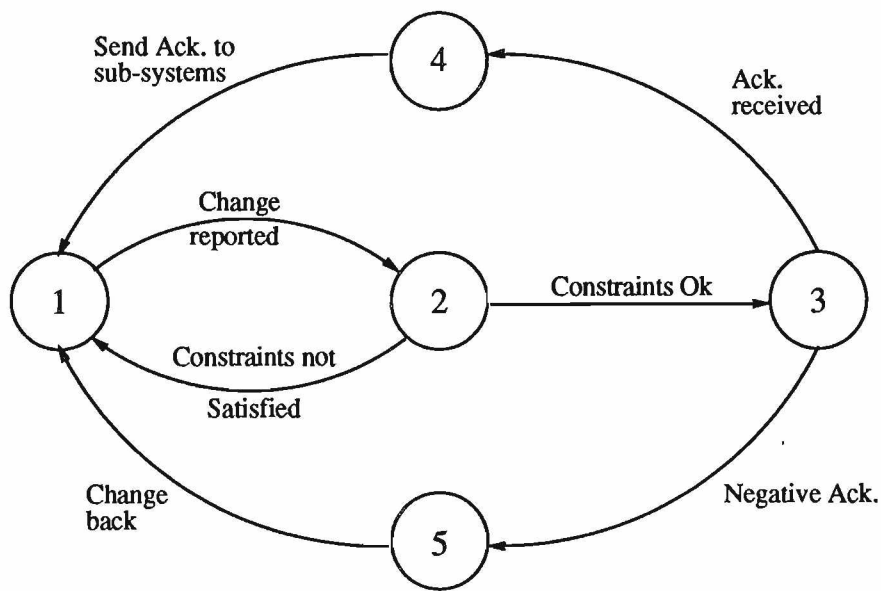 Send Ack. to
sub-systems
4
Ack.
received
Change
reported
1
2
Constraints Ok
3
Constraints not
Satisfied
Change
back
5
Negative Ack.